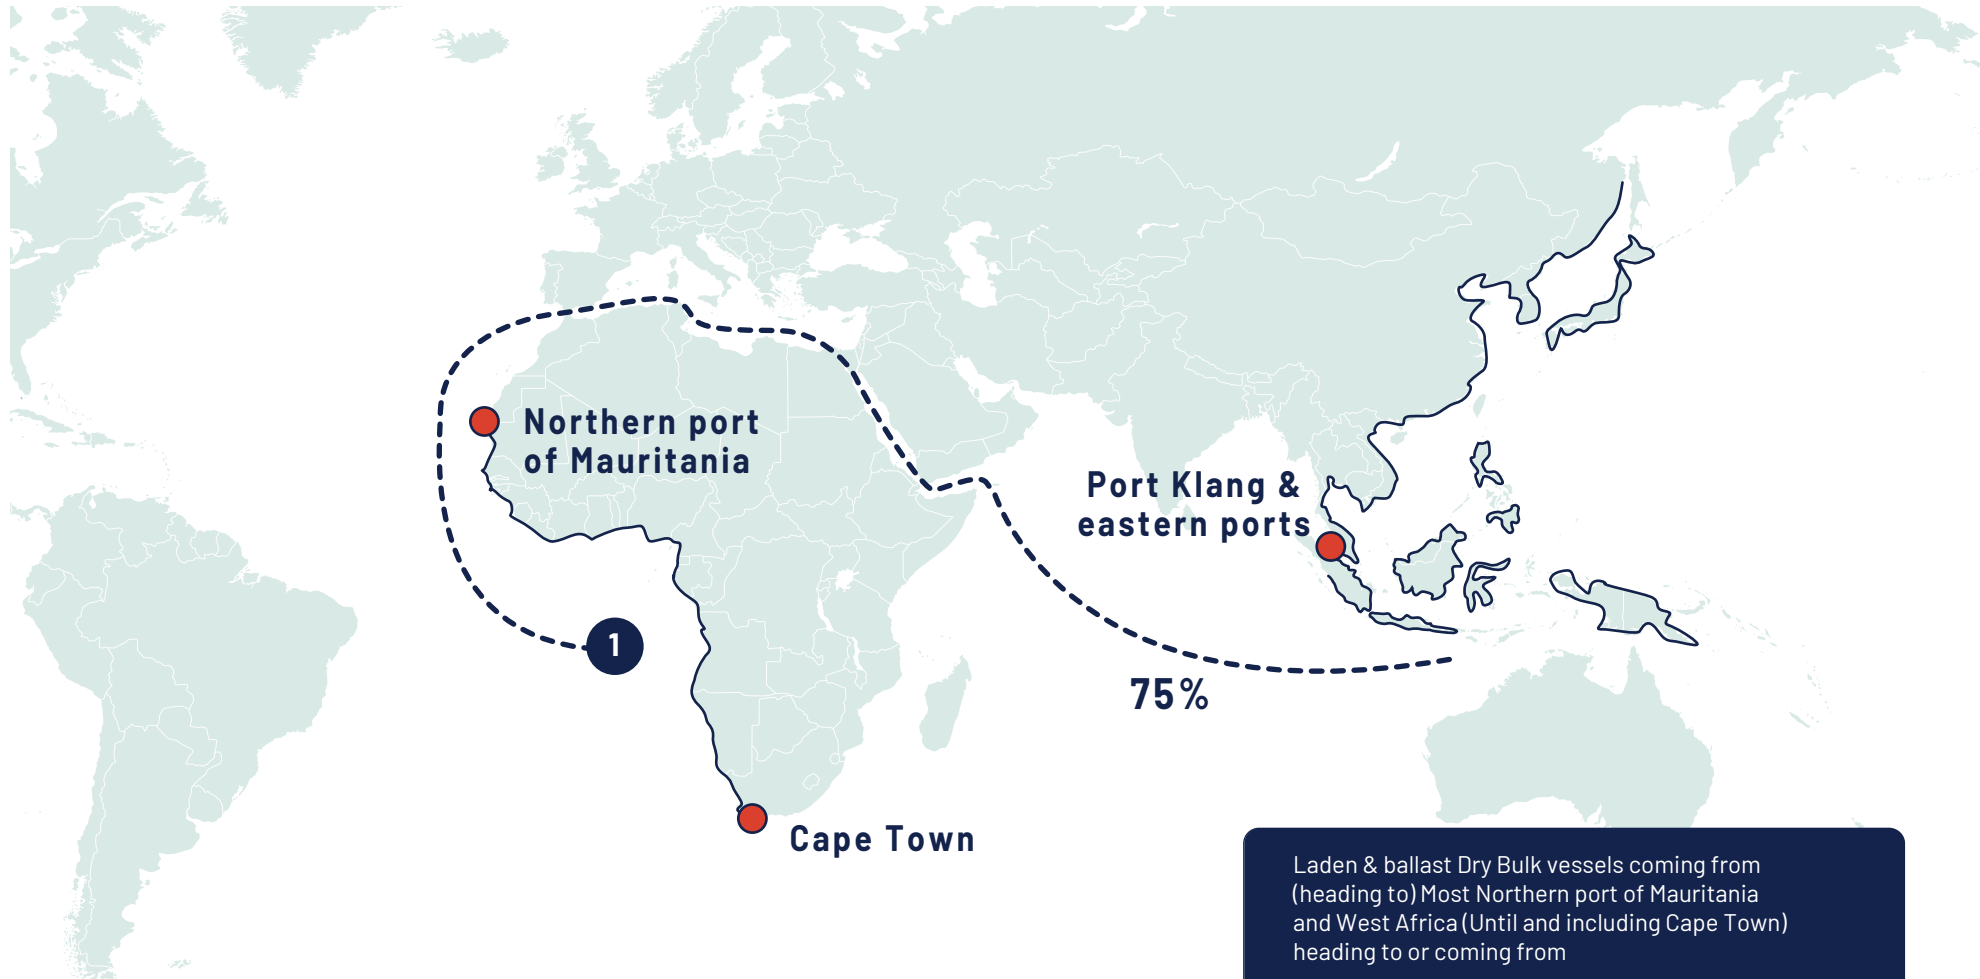 Northern port
of Mauritania
Port Klang &
eastern ports
1
75%
Cape Town
Laden & ballast Dry Bulk vessels coming from
(heading to) Most Northern port of Mauritania
and West Africa (Until and including Cape Town)
heading to or coming from